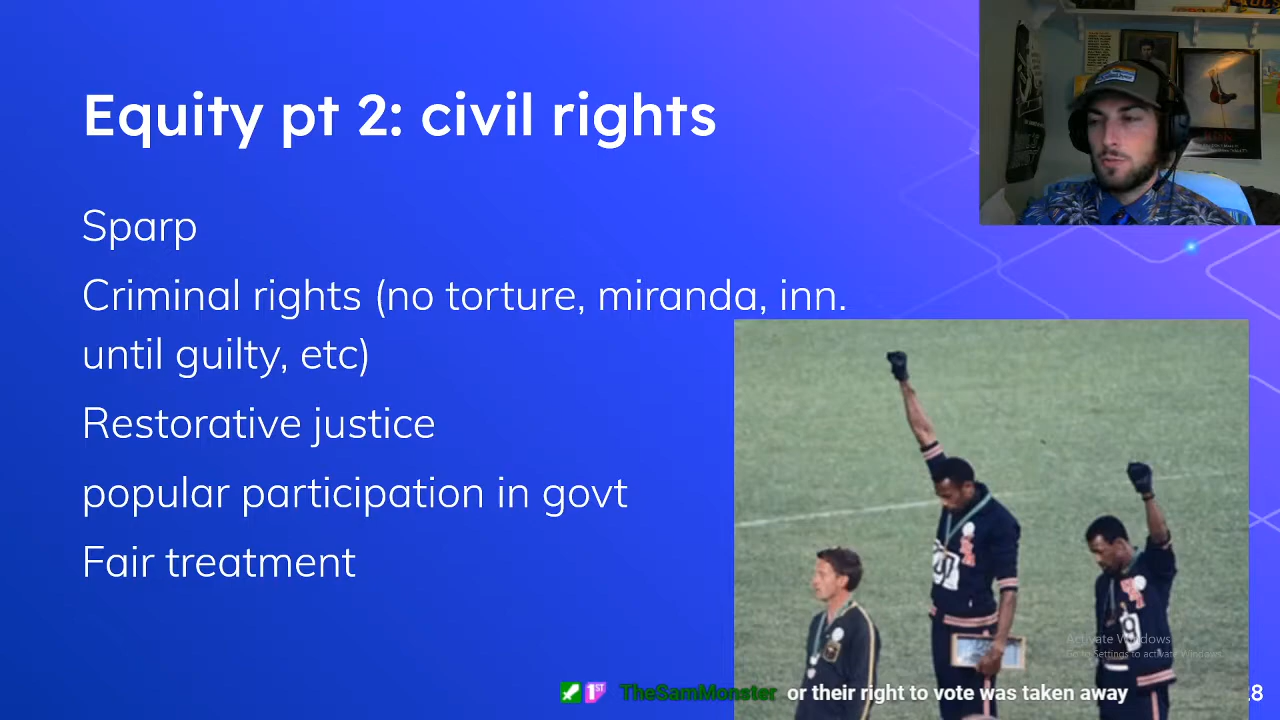 Equity pt 2: civil rights
Sparp
Criminal rights (no torture, miranda, inn.
until guilty, etc)
Restorative justice
popular participation in govt
Fair treatment
Activate Windows
Go to Settings to activate Windows.
TheSamMonster or their right to vote was taken away